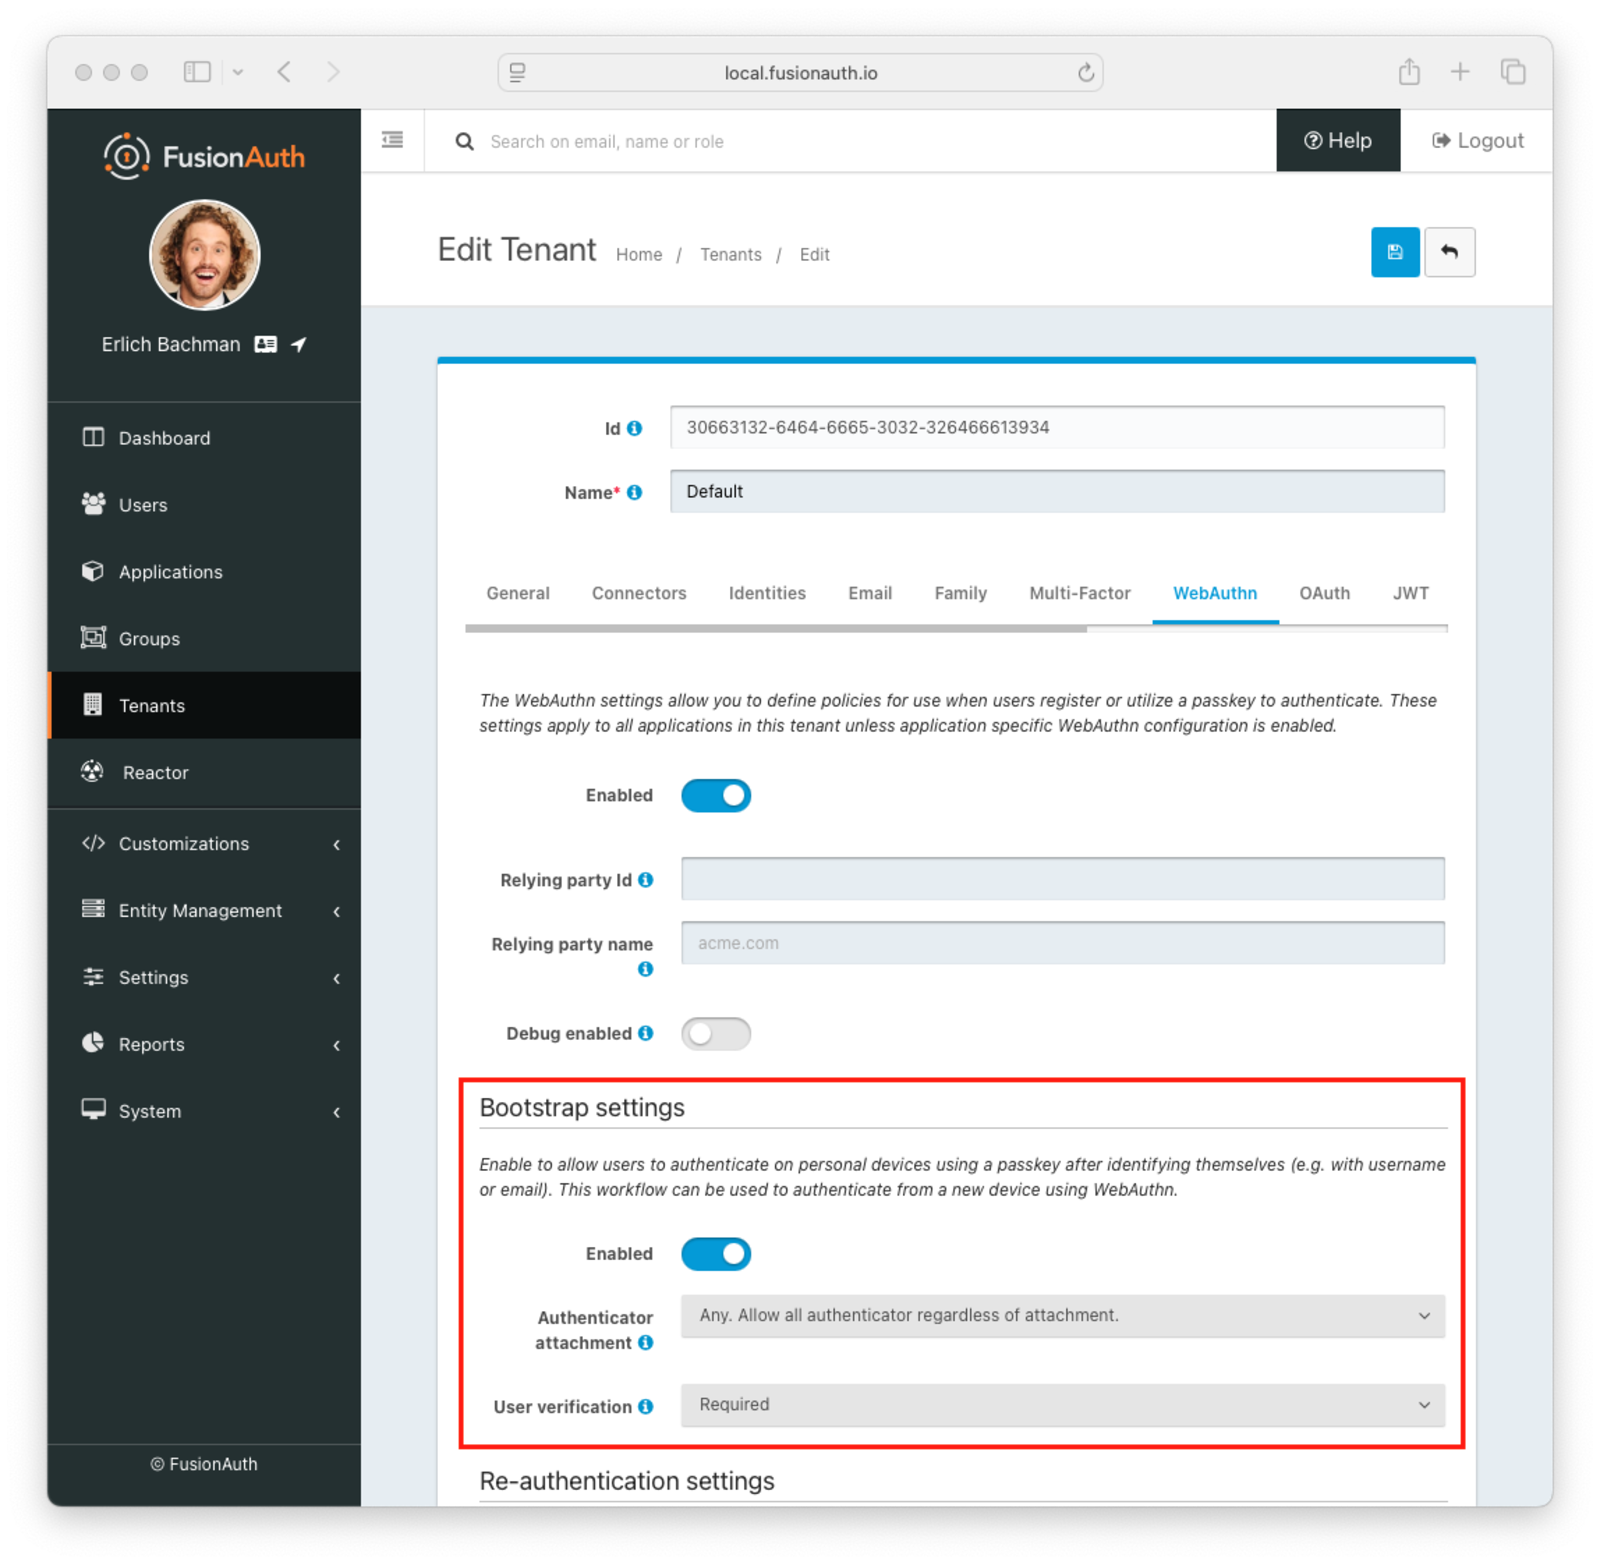 local.fusionauth.io
FusionAuth
Search on email, name or role
Help
Logout
Edit Tenant
Home / Tenants / Edit
Erlich Bachman
Dashboard
Users
Applications
Groups
Tenants
Reactor
Customizations
Entity Management
Settings
Reports
System
© FusionAuth
Id
30663132-6464-6665-3032-326466613934
Name*
Default
General Connectors Identities Email Family Multi-Factor WebAuthn OAuth JWT
The WebAuthn settings allow you to define policies for use when users register or utilize a passkey to authenticate. These
settings apply to all applications in this tenant unless application specific WebAuthn configuration is enabled.
Enabled
Relying party Id
Relying party name
acme.com
Debug enabled
Bootstrap settings
Enable to allow users to authenticate on personal devices using a passkey after identifying themselves (e.g. with username
or email). This workflow can be used to authenticate from a new device using WebAuthn.
Enabled
Authenticator
attachment
Any. Allow all authenticator regardless of attachment.
User verification
Required
Re-authentication settings